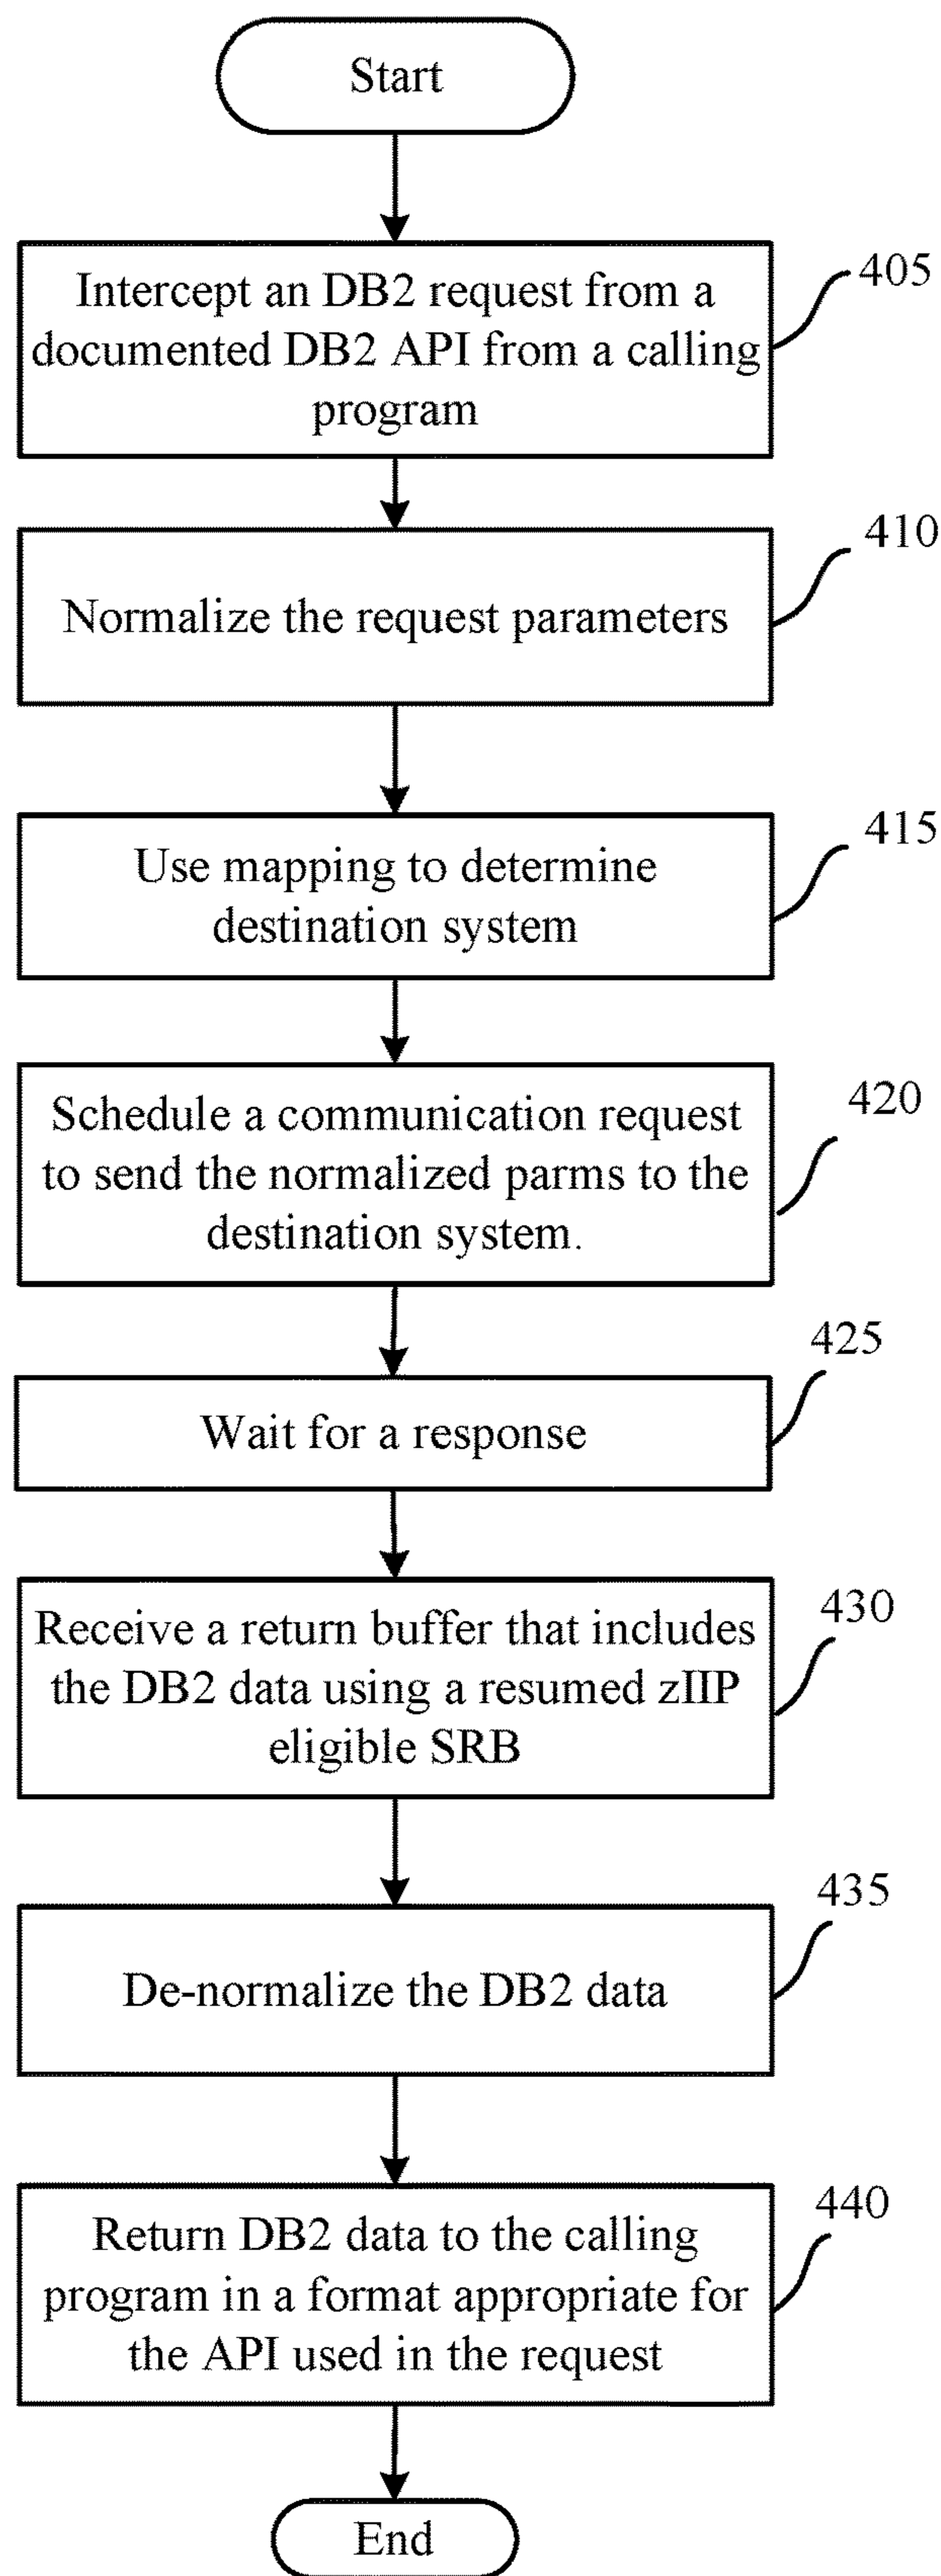 Start
Intercept an DB2 request from a
documented DB2 API from a calling
program
405
Normalize the request parameters
410
Use mapping to determine
destination system
415
Schedule a communication request
to send the normalized parms to the
destination system.
420
Wait for a response
425
Receive a return buffer that includes
the DB2 data using a resumed zIIP
eligible SRB
430
De-normalize the DB2 data
435
Return DB2 data to the calling
program in a format appropriate for
the API used in the request
440
End